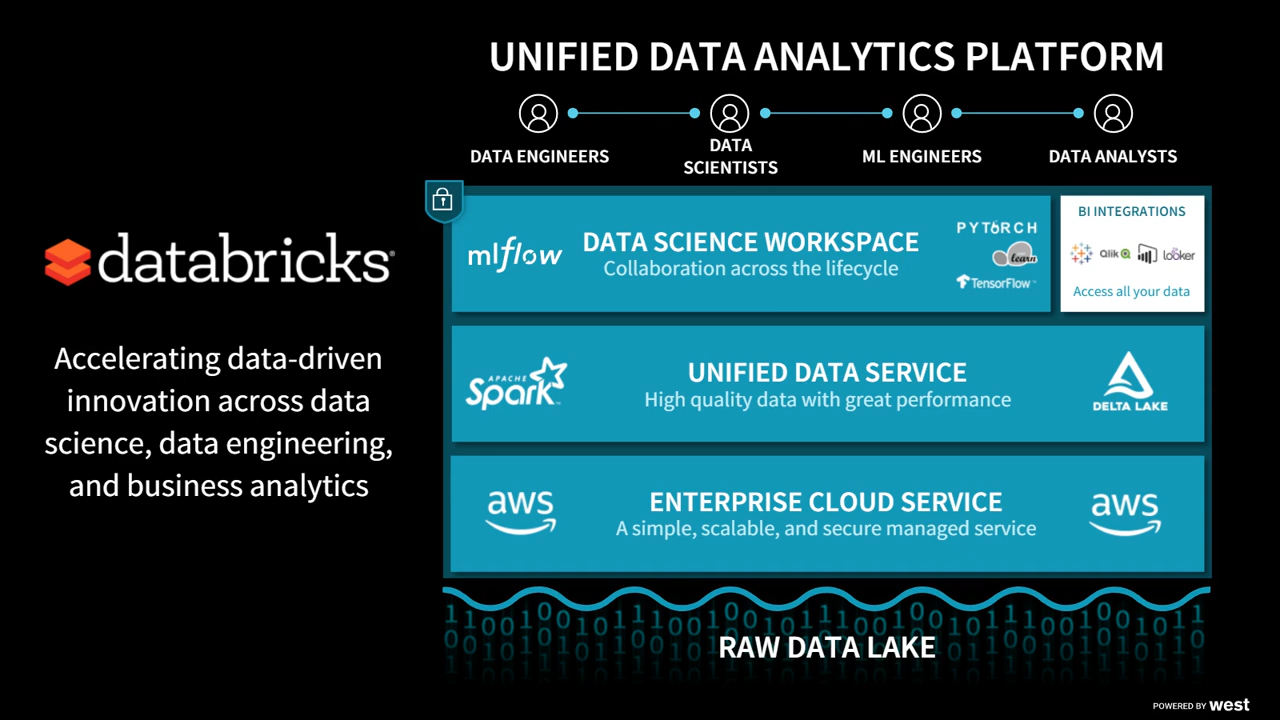 UNIFIED DATA ANALYTICS PLATFORM
DATA ENGINEERS
DATA
SCIENTISTS
ML ENGINEERS
DATA ANALYSTS
databricks®
Accelerating data-driven
innovation across data
science, data engineering,
and business analytics
mlflow
DATA SCIENCE WORKSPACE
Collaboration across the lifecycle
PYTORCH
learn
TensorFlow™
BI INTEGRATIONS
Qlik
looker
Access all your data
APACHE
Spark™
UNIFIED DATA SERVICE
High quality data with great performance
DELTA LAKE
aws
ENTERPRISE CLOUD SERVICE
A simple, scalable, and secure managed service
aws
RAW DATA LAKE
POWERED BY west